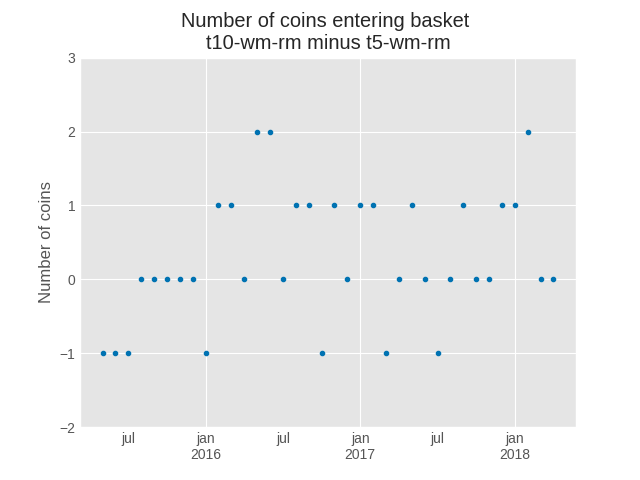 Number of coins entering basket
t10-wm-rm minus t5-wm-rm
3
2
1
0
−1
−2
Number of coins
jul
jan
2016
jul
jan
2017
jul
jan
2018